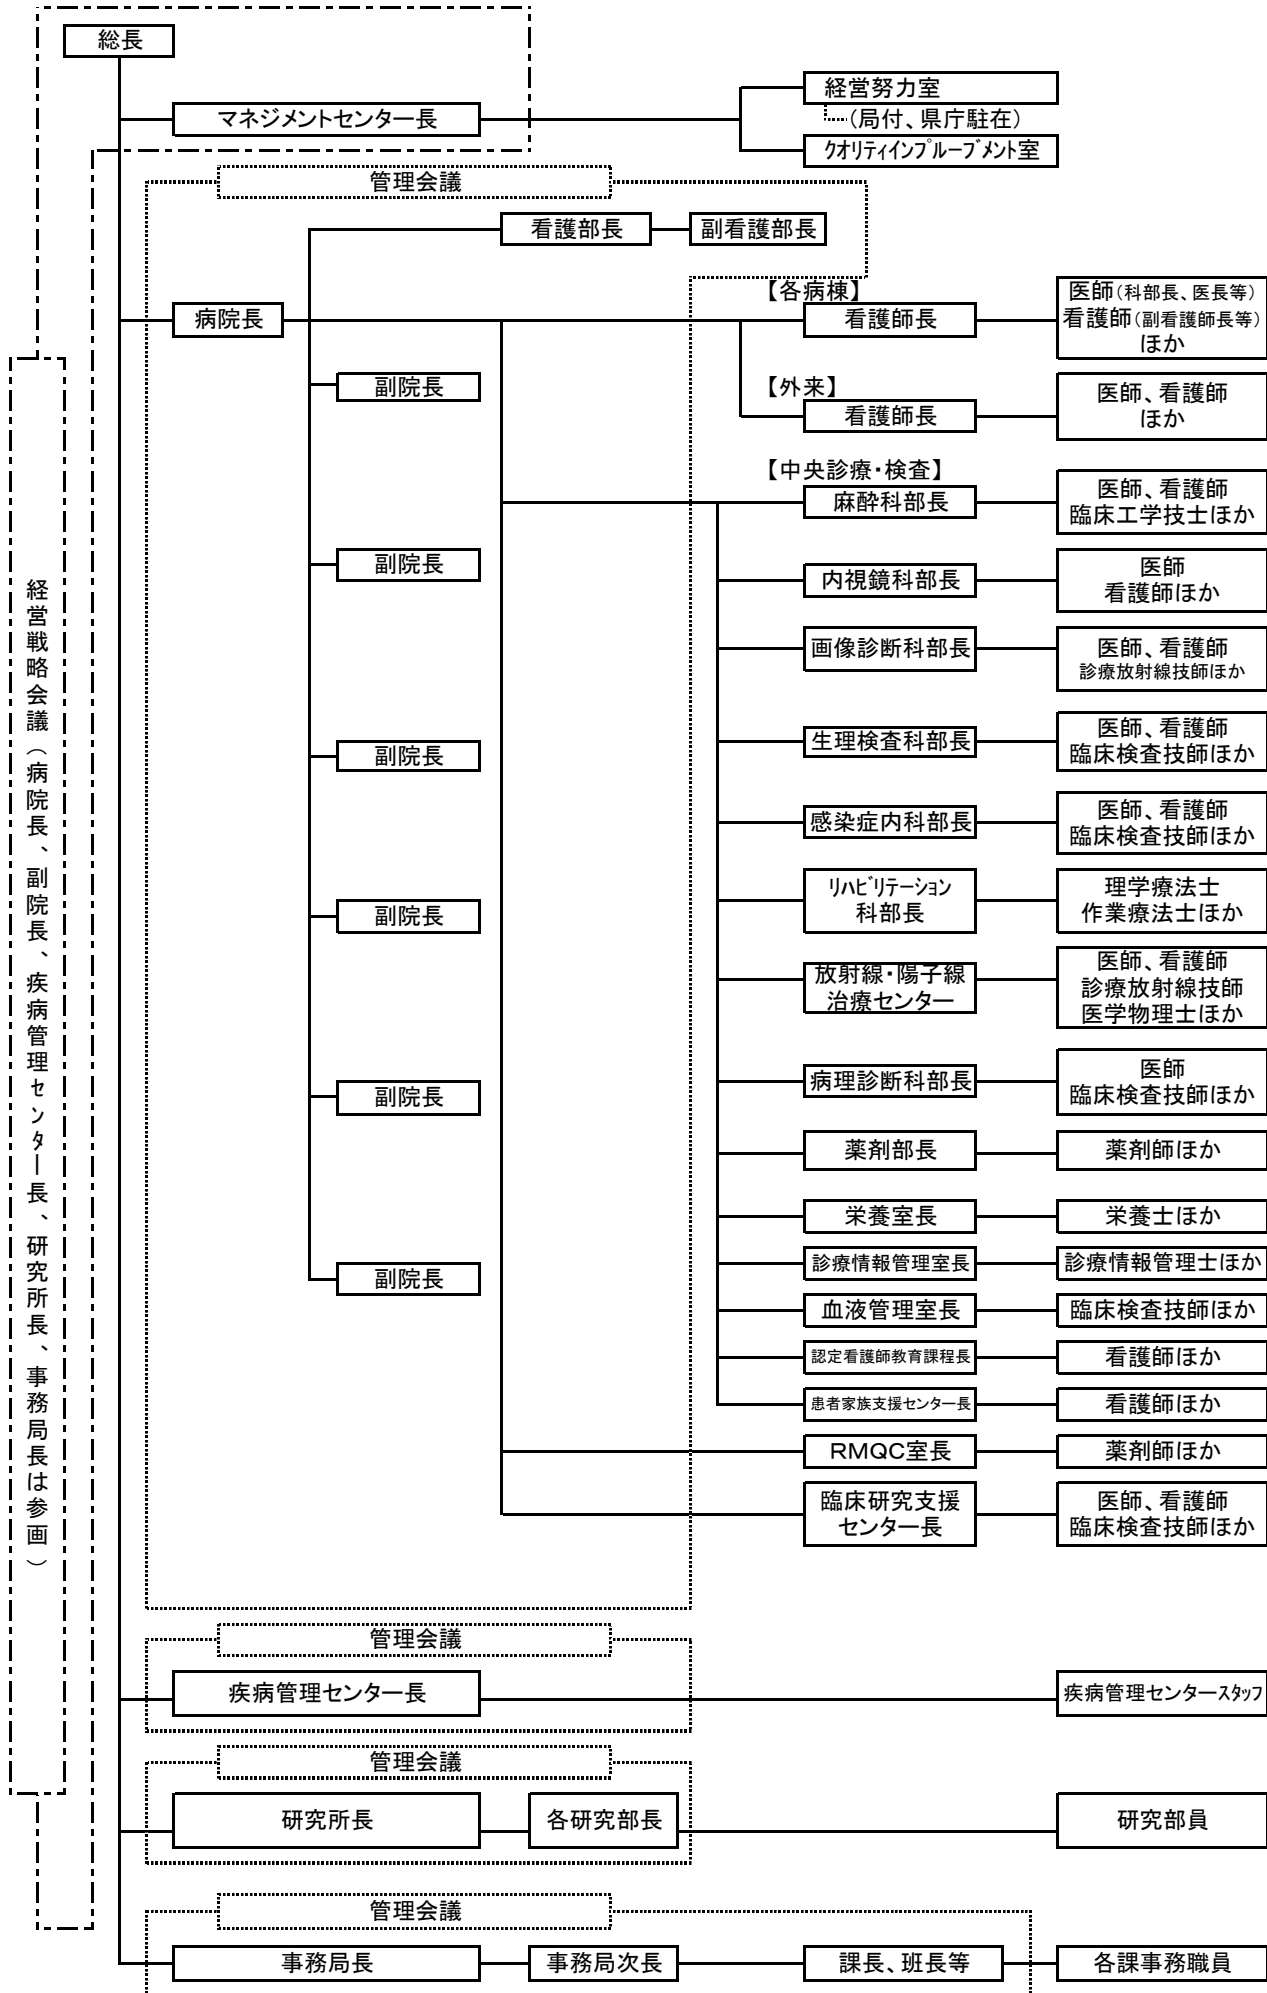 総長
マネジメントセンター長
経営努力室
(局付、県庁駐在)
クオリティインプルーブメント室
管理会議
看護部長
副看護部長
病院長
【各病棟】
看護師長
医師(科部長、医長等)
看護師(副看護師長等)
ほか
副院長
【外来】
看護師長
医師、看護師
ほか
【中央診療・検査】
麻酔科部長
医師、看護師
臨床工学技士ほか
副院長
内視鏡科部長
医師
看護師ほか
画像診断科部長
医師、看護師
診療放射線技師ほか
副院長
生理検査科部長
医師、看護師
臨床検査技師ほか
感染症内科部長
医師、看護師
臨床検査技師ほか
副院長
リハビリテーション
科部長
理学療法士
作業療法士ほか
放射線・陽子線
治療センター
医師、看護師
診療放射線技師
医学物理士ほか
副院長
病理診断科部長
医師
臨床検査技師ほか
薬剤部長
薬剤師ほか
栄養室長
栄養士ほか
副院長
診療情報管理室長
診療情報管理士ほか
血液管理室長
臨床検査技師ほか
認定看護師教育課程長
看護師ほか
患者家族支援センター長
看護師ほか
RMQC室長
薬剤師ほか
臨床研究支援
センター長
医師、看護師
臨床検査技師ほか
経営戦略会議(病院長、副院長、疾病管理センター長、研究所長、事務局長は参画)
管理会議
疾病管理センター長
疾病管理センタースタッフ
管理会議
研究所長
各研究部長
研究部員
管理会議
事務局長
事務局次長
課長、班長等
各課事務職員